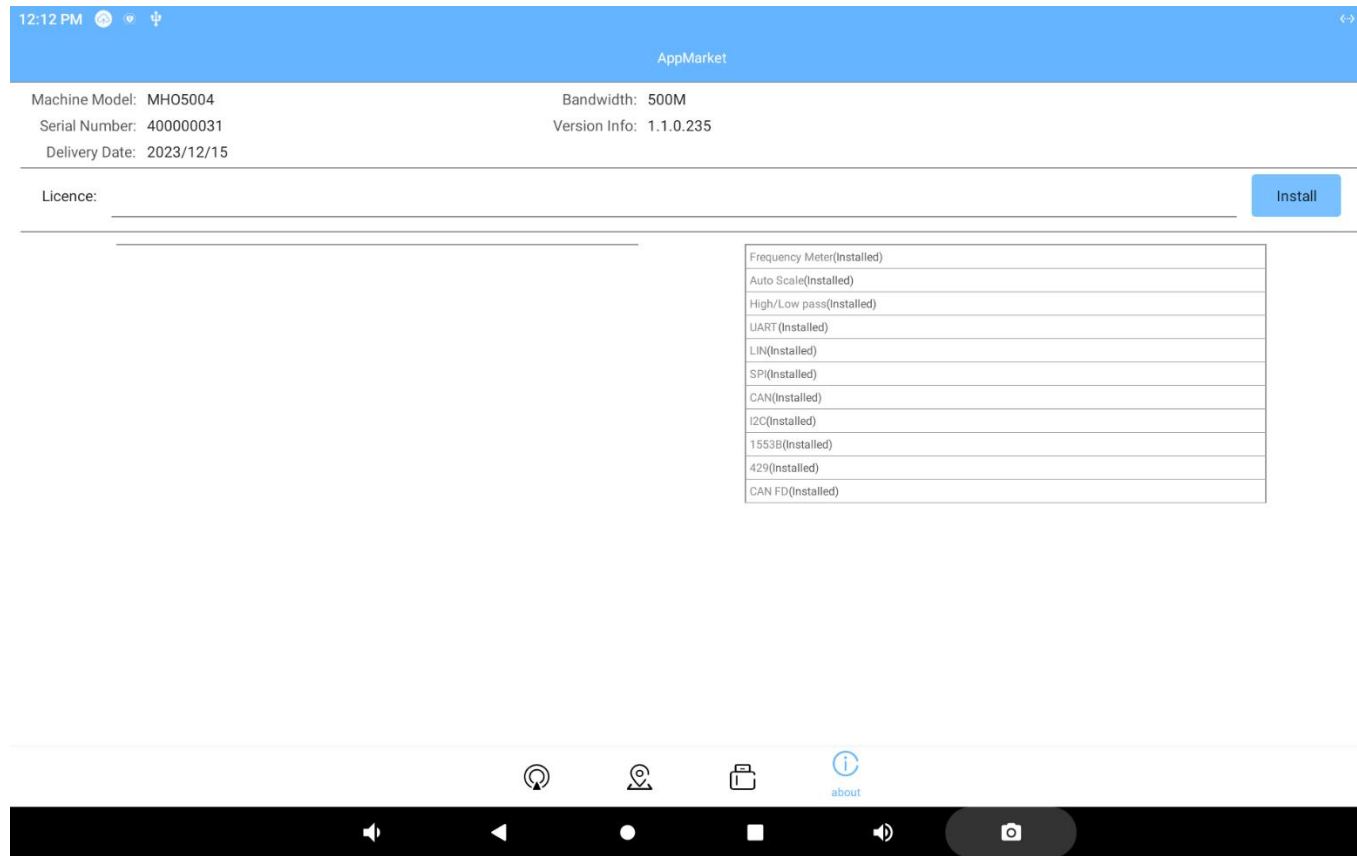 12:12 PM
AppMarket
Machine Model: MHO5004 Bandwidth: 500M
Serial Number: 400000031 Version Info: 1.1.0.235
Delivery Date: 2023/12/15
Licence: Install
Frequency Meter(Installed)
Auto Scale(Installed)
High/Low pass(Installed)
UART(Installed)
LIN(Installed)
SPI(Installed)
CAN(Installed)
I2C(Installed)
1553B(Installed)
429(Installed)
CAN FD(Installed)
about